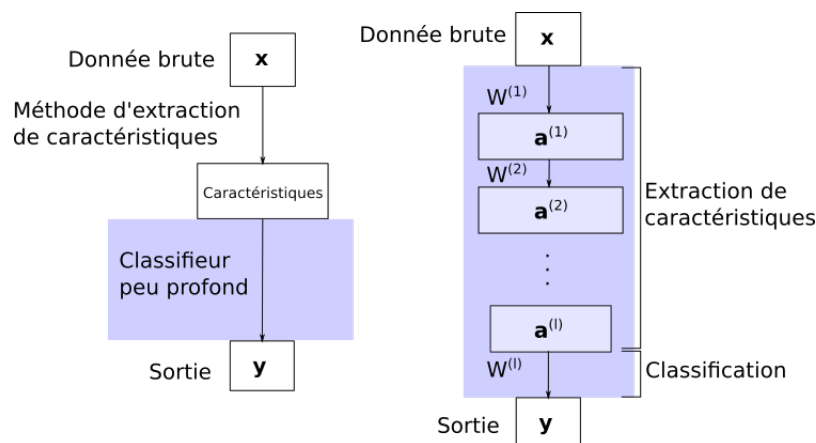 Donnée brute
x
Méthode d'extraction
de caractéristiques
Caractéristiques
Classifieur
peu profond
Sortie
y
Donnée brute
x
W(1)
a(1)
W(2)
a(2)
Extraction de
caractéristiques
a(l)
W(l)
Classification
Sortie
y